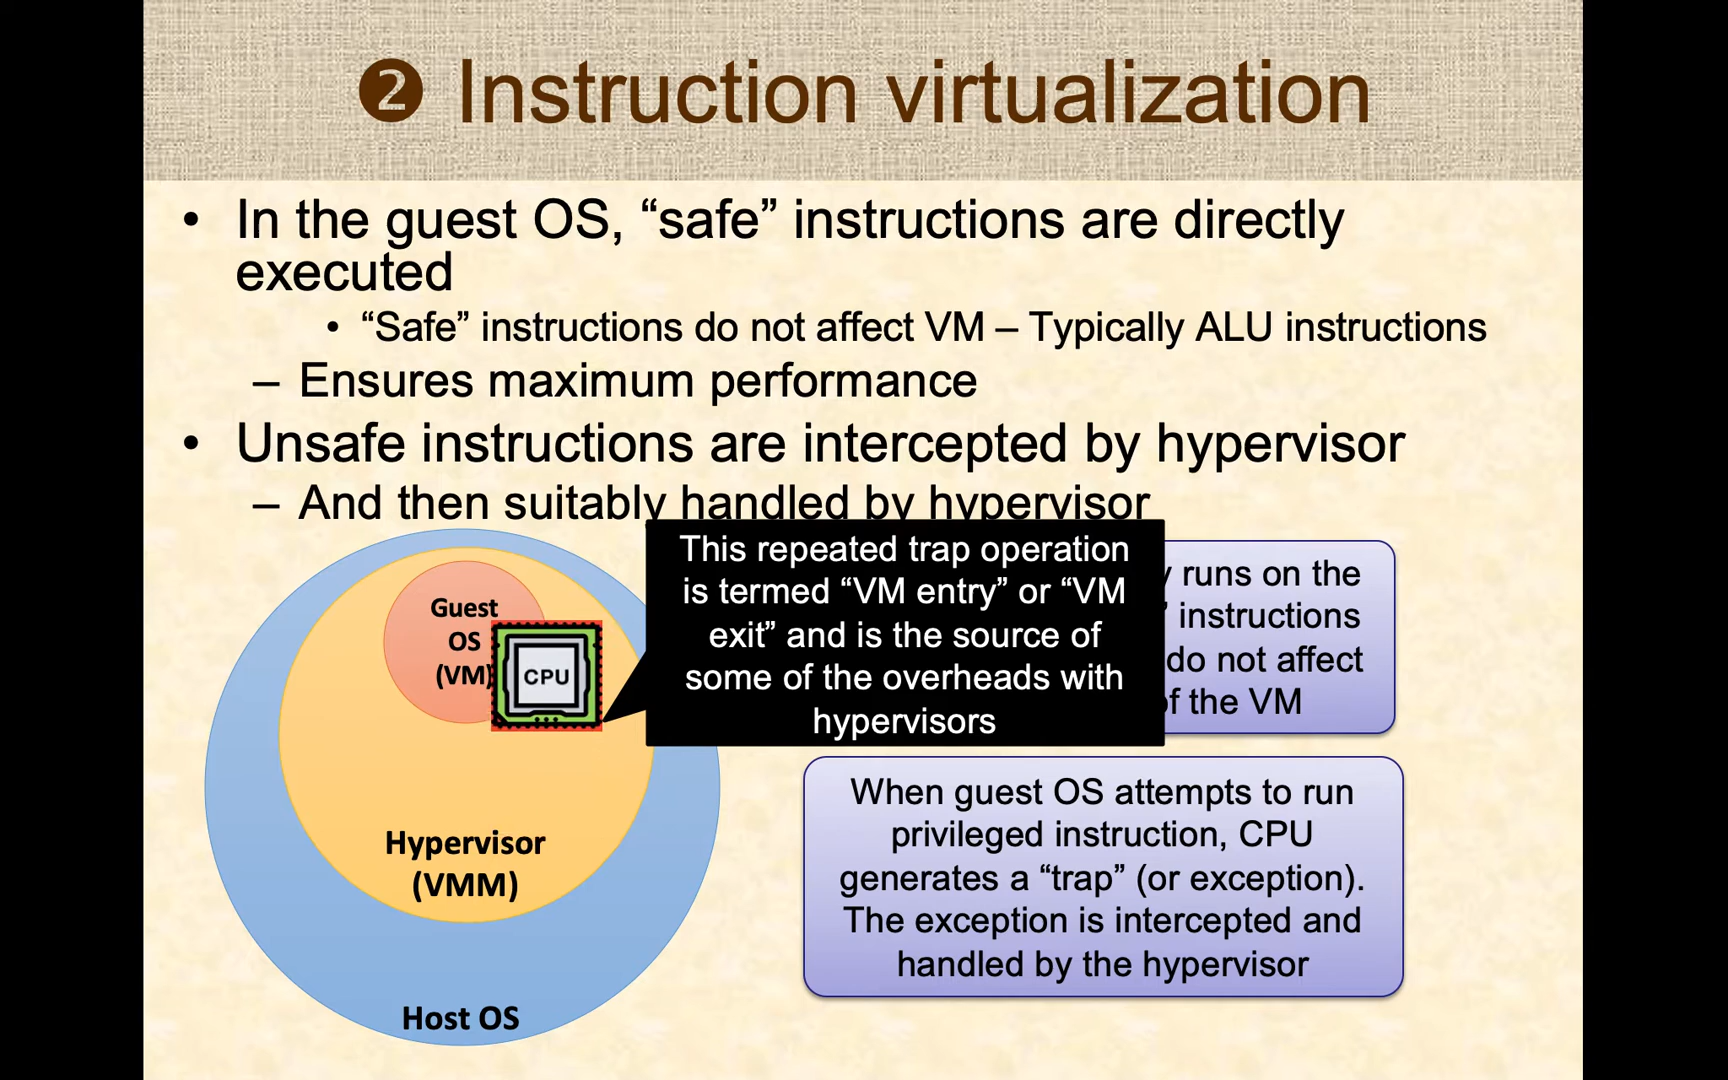 ❷ Instruction virtualization
• In the guest OS, “safe” instructions are directly
executed
• “Safe” instructions do not affect VM – Typically ALU instructions
– Ensures maximum performance
• Unsafe instructions are intercepted by hypervisor
– And then suitably handled by hypervisor
Guest
OS
(VM)
CPU
Hypervisor
(VMM)
Host OS
This repeated trap operation
is termed “VM entry” or “VM
exit” and is the source of
some of the overheads with
hypervisors
runs on the
instructions
do not affect
of the VM
When guest OS attempts to run
privileged instruction, CPU
generates a “trap” (or exception).
The exception is intercepted and
handled by the hypervisor